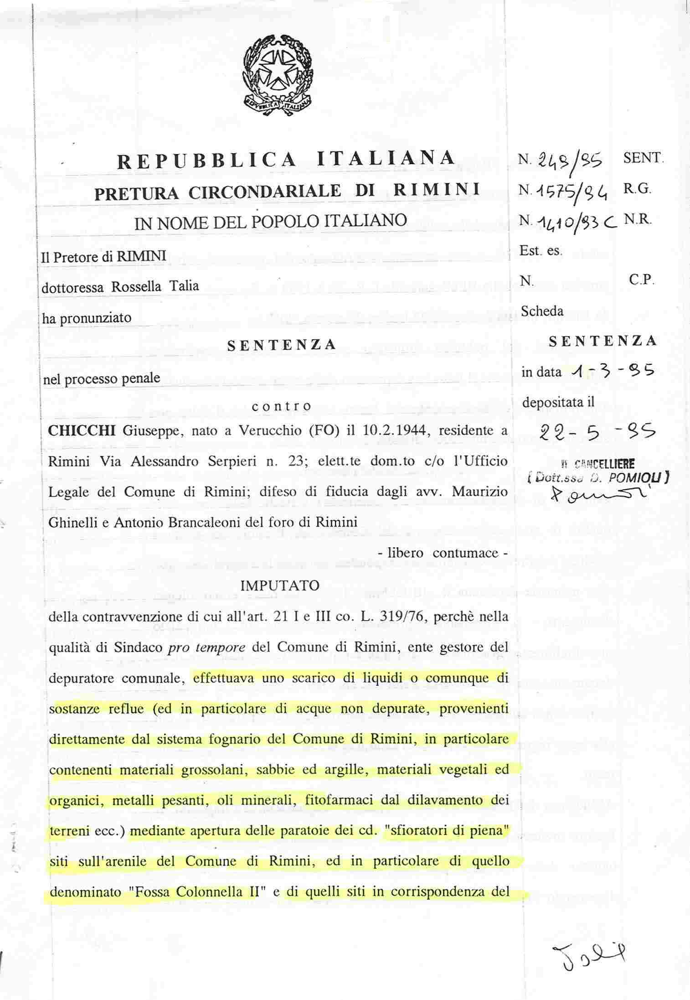 REPUBBLICA ITALIANA
REPUBBLICA ITALIANA
N. 249/95 SENT.
PRETURA CIRCONDARIALE DI RIMINI
N. 1575/94 R.G.
IN NOME DEL POPOLO ITALIANO
N. 1410/93 C N.R.
Il Pretore di RIMINI
Est. es.
dottoressa Rossella Talia
N. C.P.
ha pronunziato
Scheda
SENTENZA
SENTENZA
nel processo penale
in data 1-3-95
contro
depositata il
CHICCHI Giuseppe, nato a Verucchio (FO) il 10.2.1944, residente a
22-5-95
Rimini Via Alessandro Serpieri n. 23; elett.te dom.to c/o l'Ufficio
CANCELLIERE
(Dott.ssa D. POMIOLI)
Legale del Comune di Rimini; difeso di fiducia dagli avv. Maurizio
Ghinelli e Antonio Brancaleoni del foro di Rimini
- libero contumace -
IMPUTATO
della contravvenzione di cui all'art. 21 I e III co. L. 319/76, perchè nella
qualità di Sindaco pro tempore del Comune di Rimini, ente gestore del
depuratore comunale, effettuava uno scarico di liquidi o comunque di
sostanze reflue (ed in particolare di acque non depurate, provenienti
direttamente dal sistema fognario del Comune di Rimini, in particolare
contenenti materiali grossolani, sabbie ed argille, materiali vegetali ed
organici, metalli pesanti, oli minerali, fitofarmaci dal dilavamento dei
terreni ecc.) mediante apertura delle paratoie dei cd. "sfioratori di piena"
siti sull'arenile del Comune di Rimini, ed in particolare di quello
denominato "Fossa Colonnella II" e di quelli siti in corrispondenza del